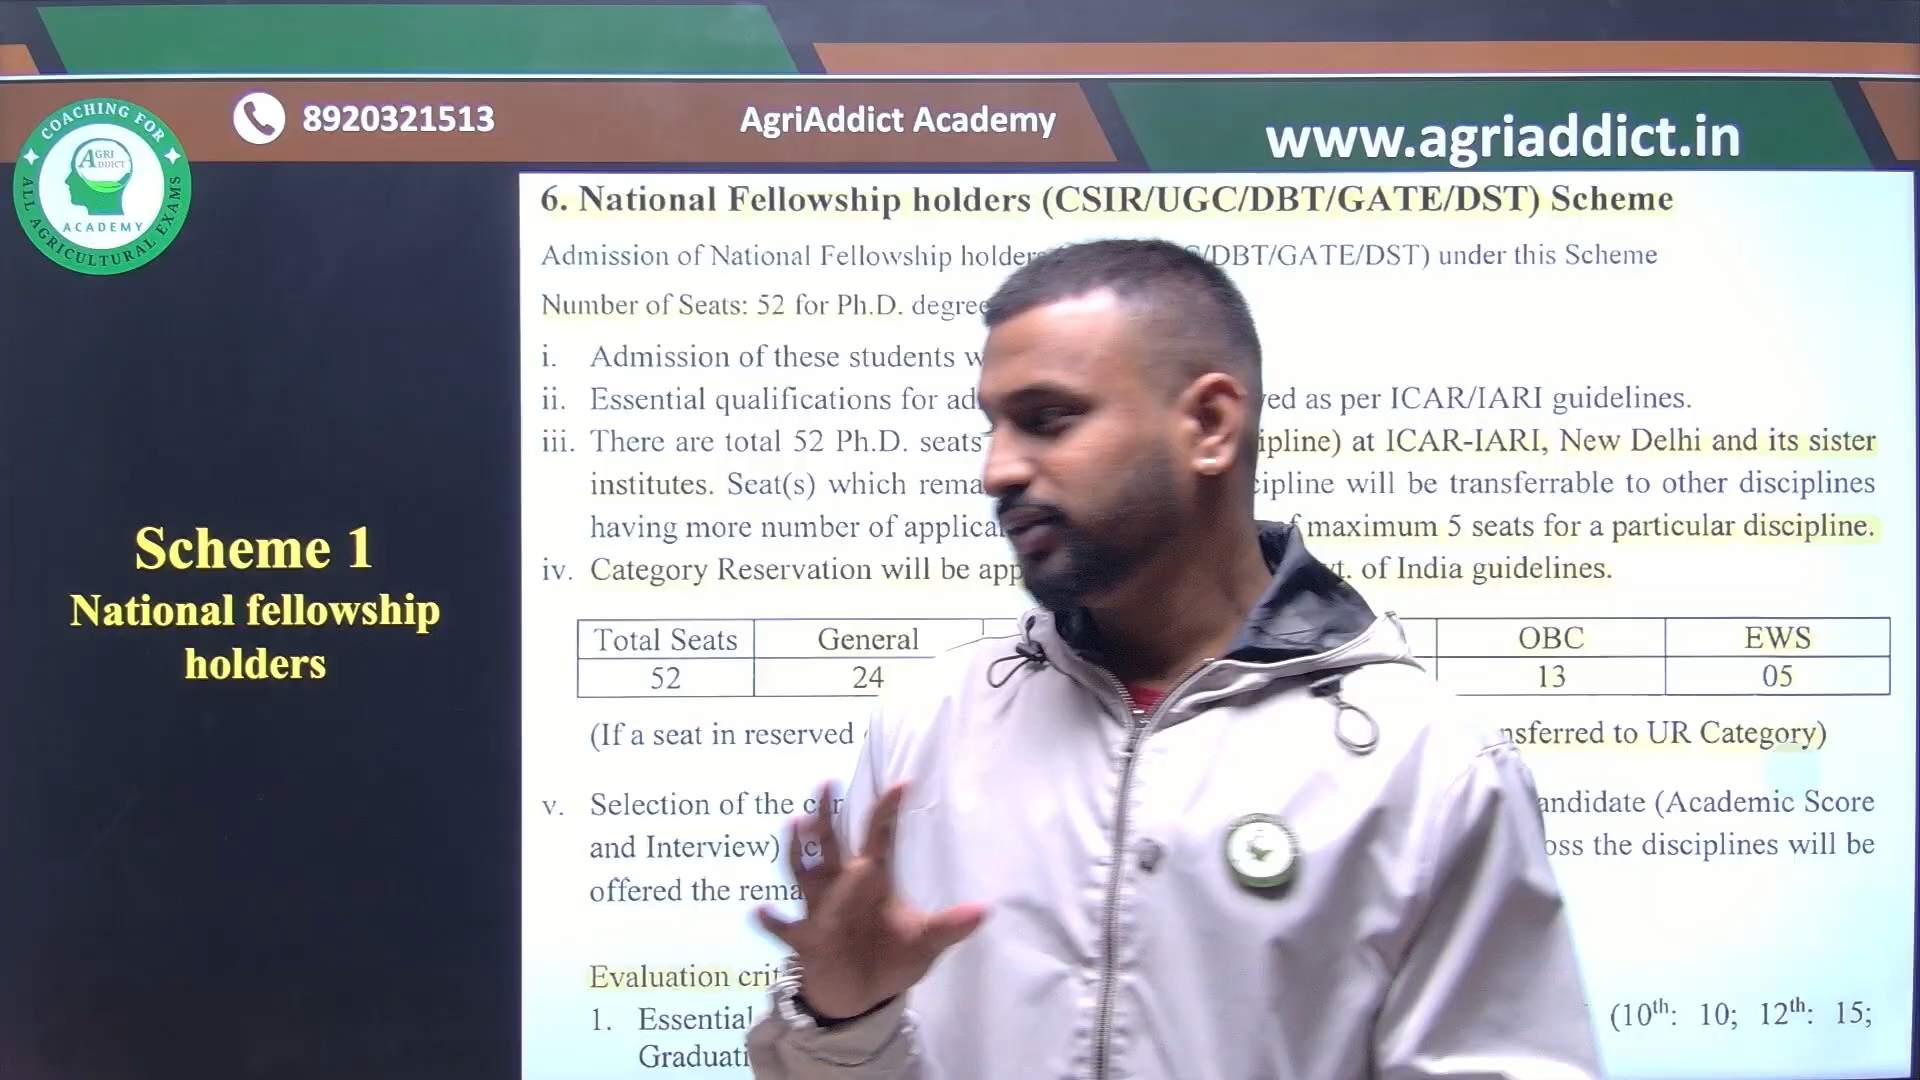 COACHING FOR
ALL AGRICULTURAL EXAMS
AGRI
ADDICT
ACADEMY
8920321513
AgriAddict Academy
www.agriaddict.in
Scheme 1
National fellowship
holders
6. National Fellowship holders (CSIR/UGC/DBT/GATE/DST) Scheme
Admission of National Fellowship /DBT/GATE/DST) under this Scheme
Number of Seats: 52 for Ph.D.
i. Admission of these students
ii. Essential qualifications for as per ICAR/IARI guidelines.
iii. There are total 52 Ph.D. seats at ICAR-IARI, New Delhi and its sister
institutes. Seat(s) which will be transferrable to other disciplines
having more number of maximum 5 seats for a particular discipline.
iv. Category Reservation will be of India guidelines.
Total Seats General OBC EWS
52 24 13 05
(If a seat in reserved to UR Category)
v. Selection of the (Academic Score
and Interview) the disciplines will be
offered the
Evaluation
1. Essential (10th: 10; 12th: 15;